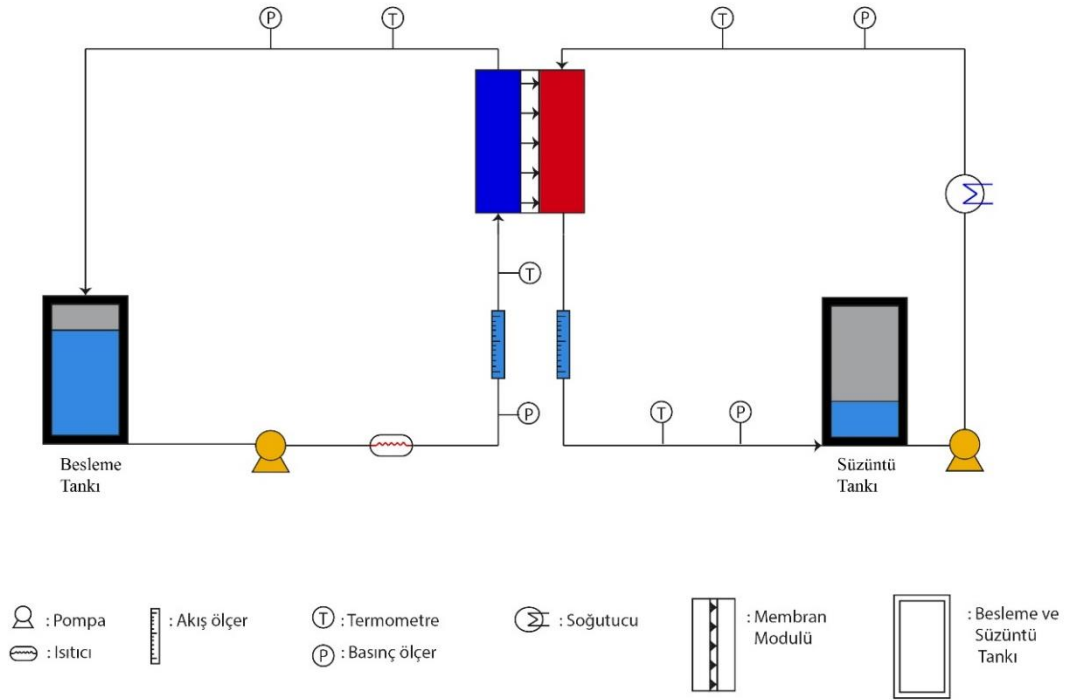 P
T
T
P
T
P
T
P
Besleme
Tankı
Süzüntü
Tankı
: Pompa
: Isıtıcı
: Akış ölçer
T : Termometre
P : Basınç ölçer
: Soğutucu
: Membran
Modulü
: Besleme ve
Süzüntü
Tankı